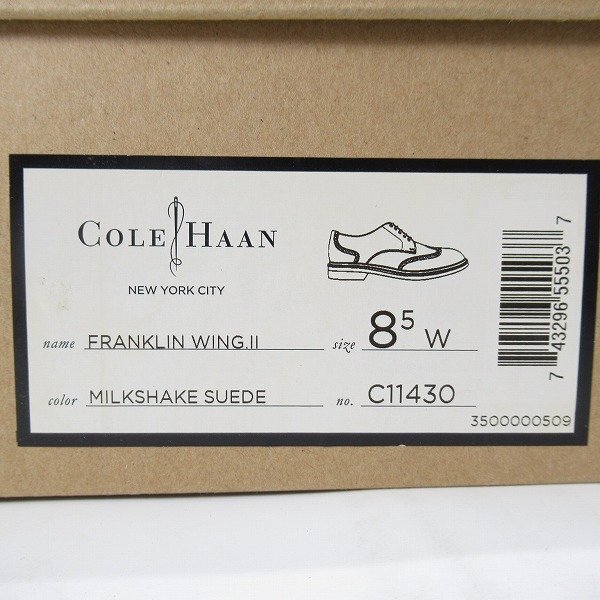 COLE HAAN
NEW YORK CITY
name FRANKLIN WING.II
size 8⁵ W
color MILKSHAKE SUEDE
no. C11430
7 43296 55503 7
3500000509